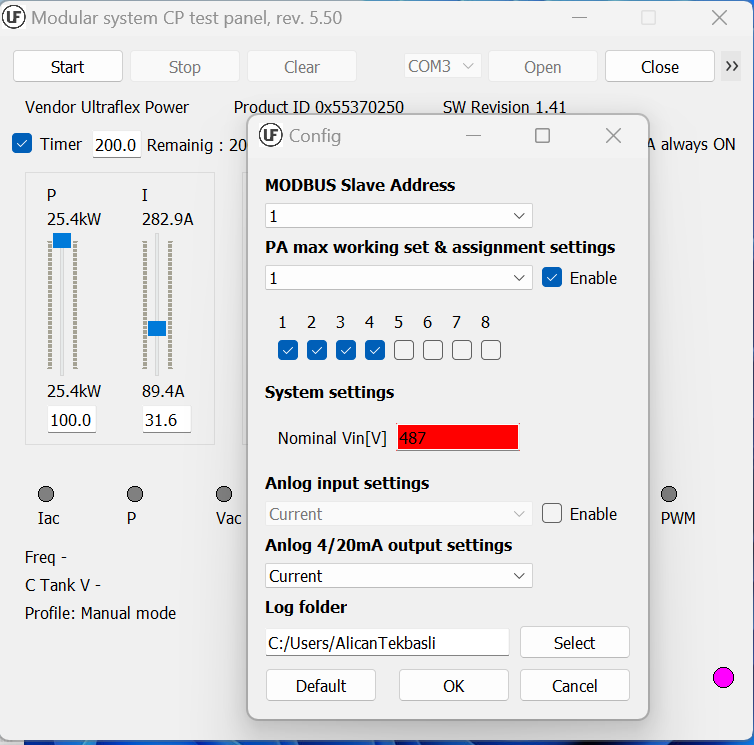 UF Modular system CP test panel, rev. 5.50
Start Stop Clear COM3 Open Close
Vendor Ultraflex Power Product ID 0x55370250 SW Revision 1.41
Timer 200.0 Remainig : 20
A always ON
P I
25.4kW 282.9A
25.4kW 89.4A
100.0 31.6
Iac P Vac PWM
Freq -
C Tank V -
Profile: Manual mode
UF Config
MODBUS Slave Address
1
PA max working set & assignment settings
1 Enable
1 2 3 4 5 6 7 8
System settings
Nominal Vin[V] 487
Anlog input settings
Current Enable
Anlog 4/20mA output settings
Current
Log folder
C:/Users/AlicanTekbasli Select
Default OK Cancel